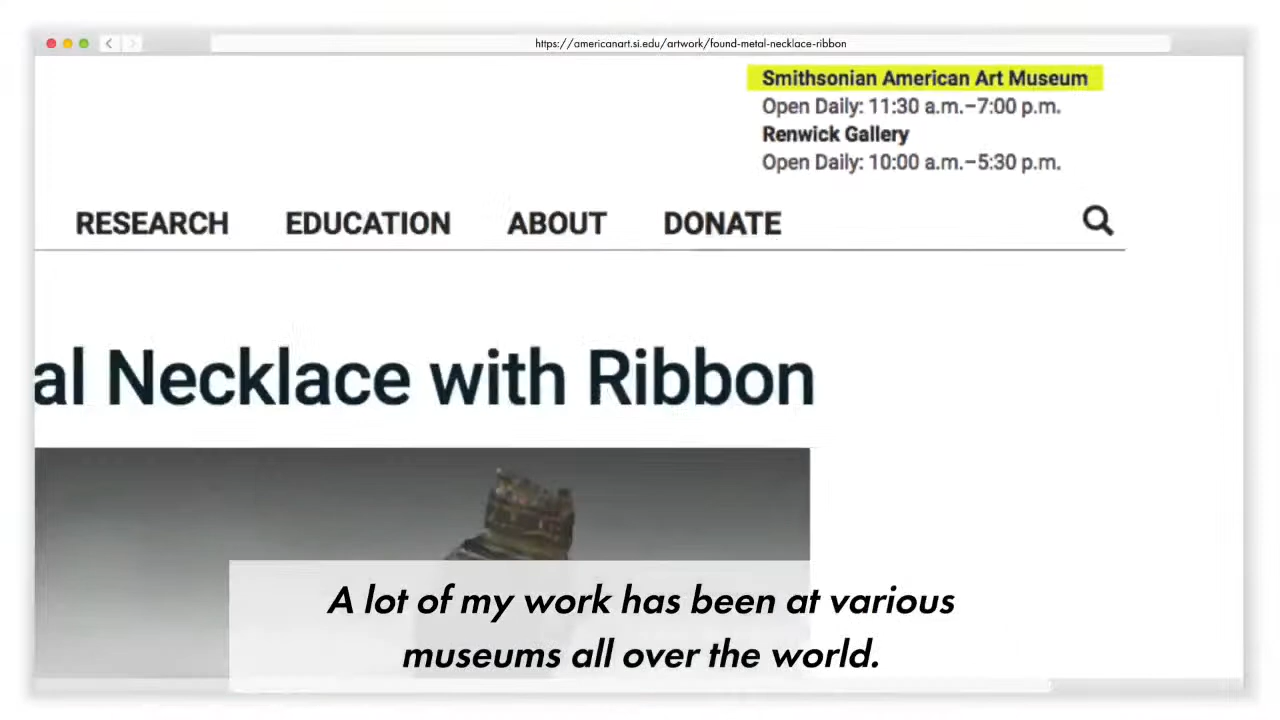 https://americanart.si.edu/artwork/found-metal-necklace-ribbon
Smithsonian American Art Museum
Open Daily: 11:30 a.m.–7:00 p.m.
Renwick Gallery
Open Daily: 10:00 a.m.–5:30 p.m.
RESEARCH EDUCATION ABOUT DONATE
al Necklace with Ribbon
A lot of my work has been at various
museums all over the world.